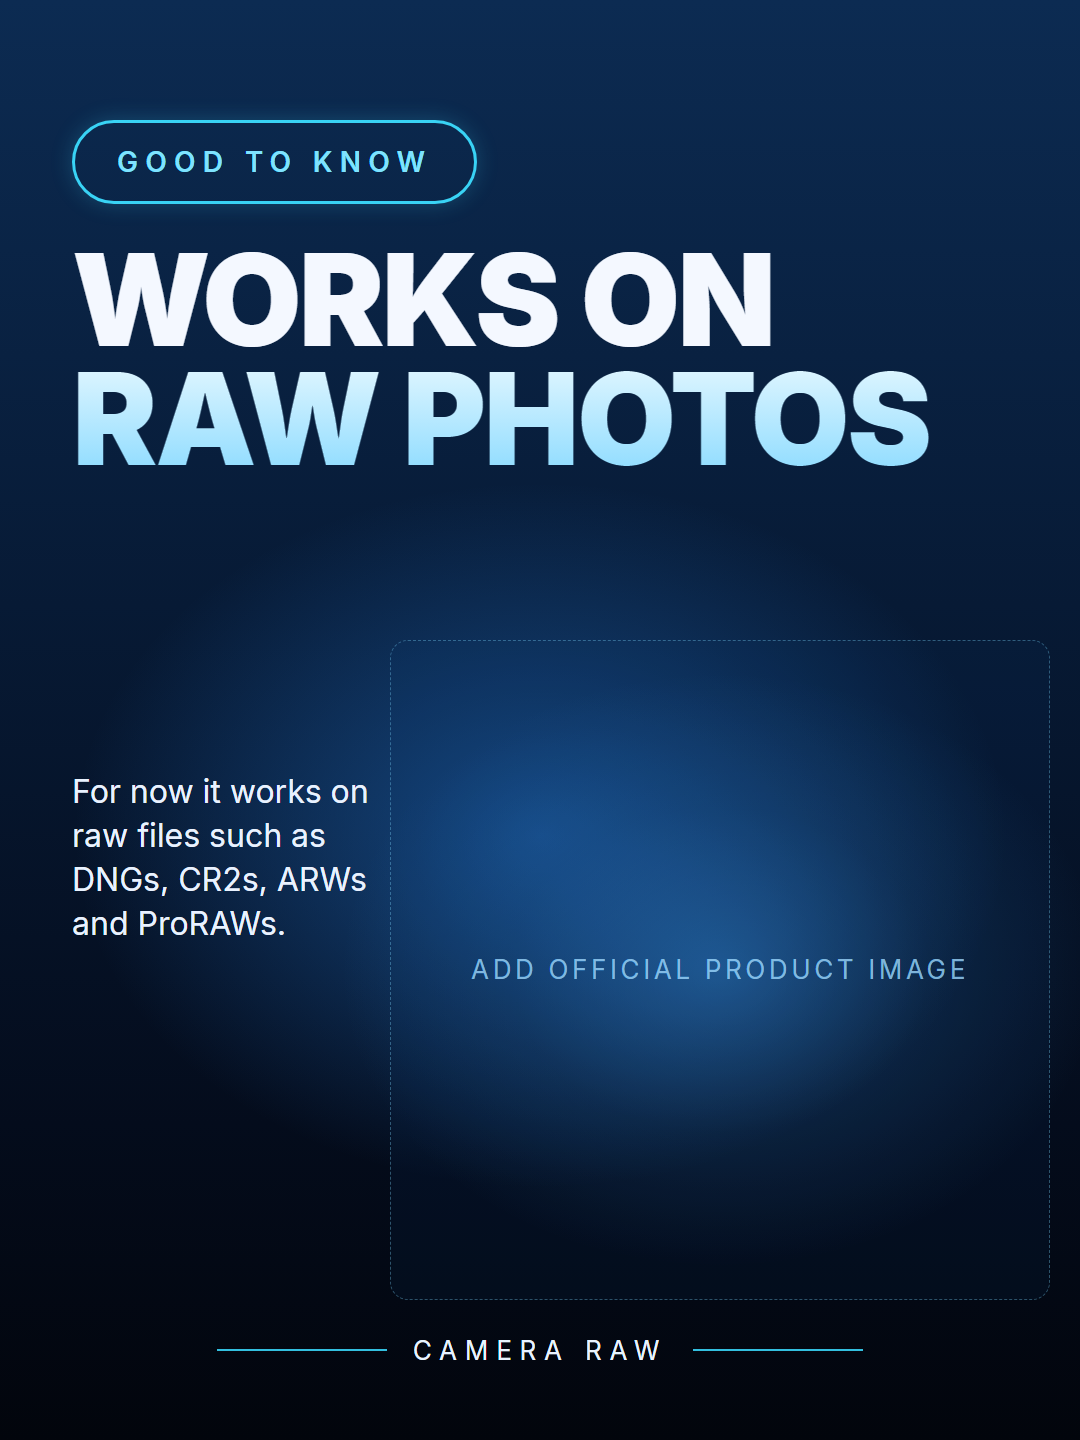 GOOD TO KNOW
WORKS ON
RAW PHOTOS
For now it works on
raw files such as
DNGs, CR2s, ARWs
and ProRAWs.
ADD OFFICIAL PRODUCT IMAGE
CAMERA RAW